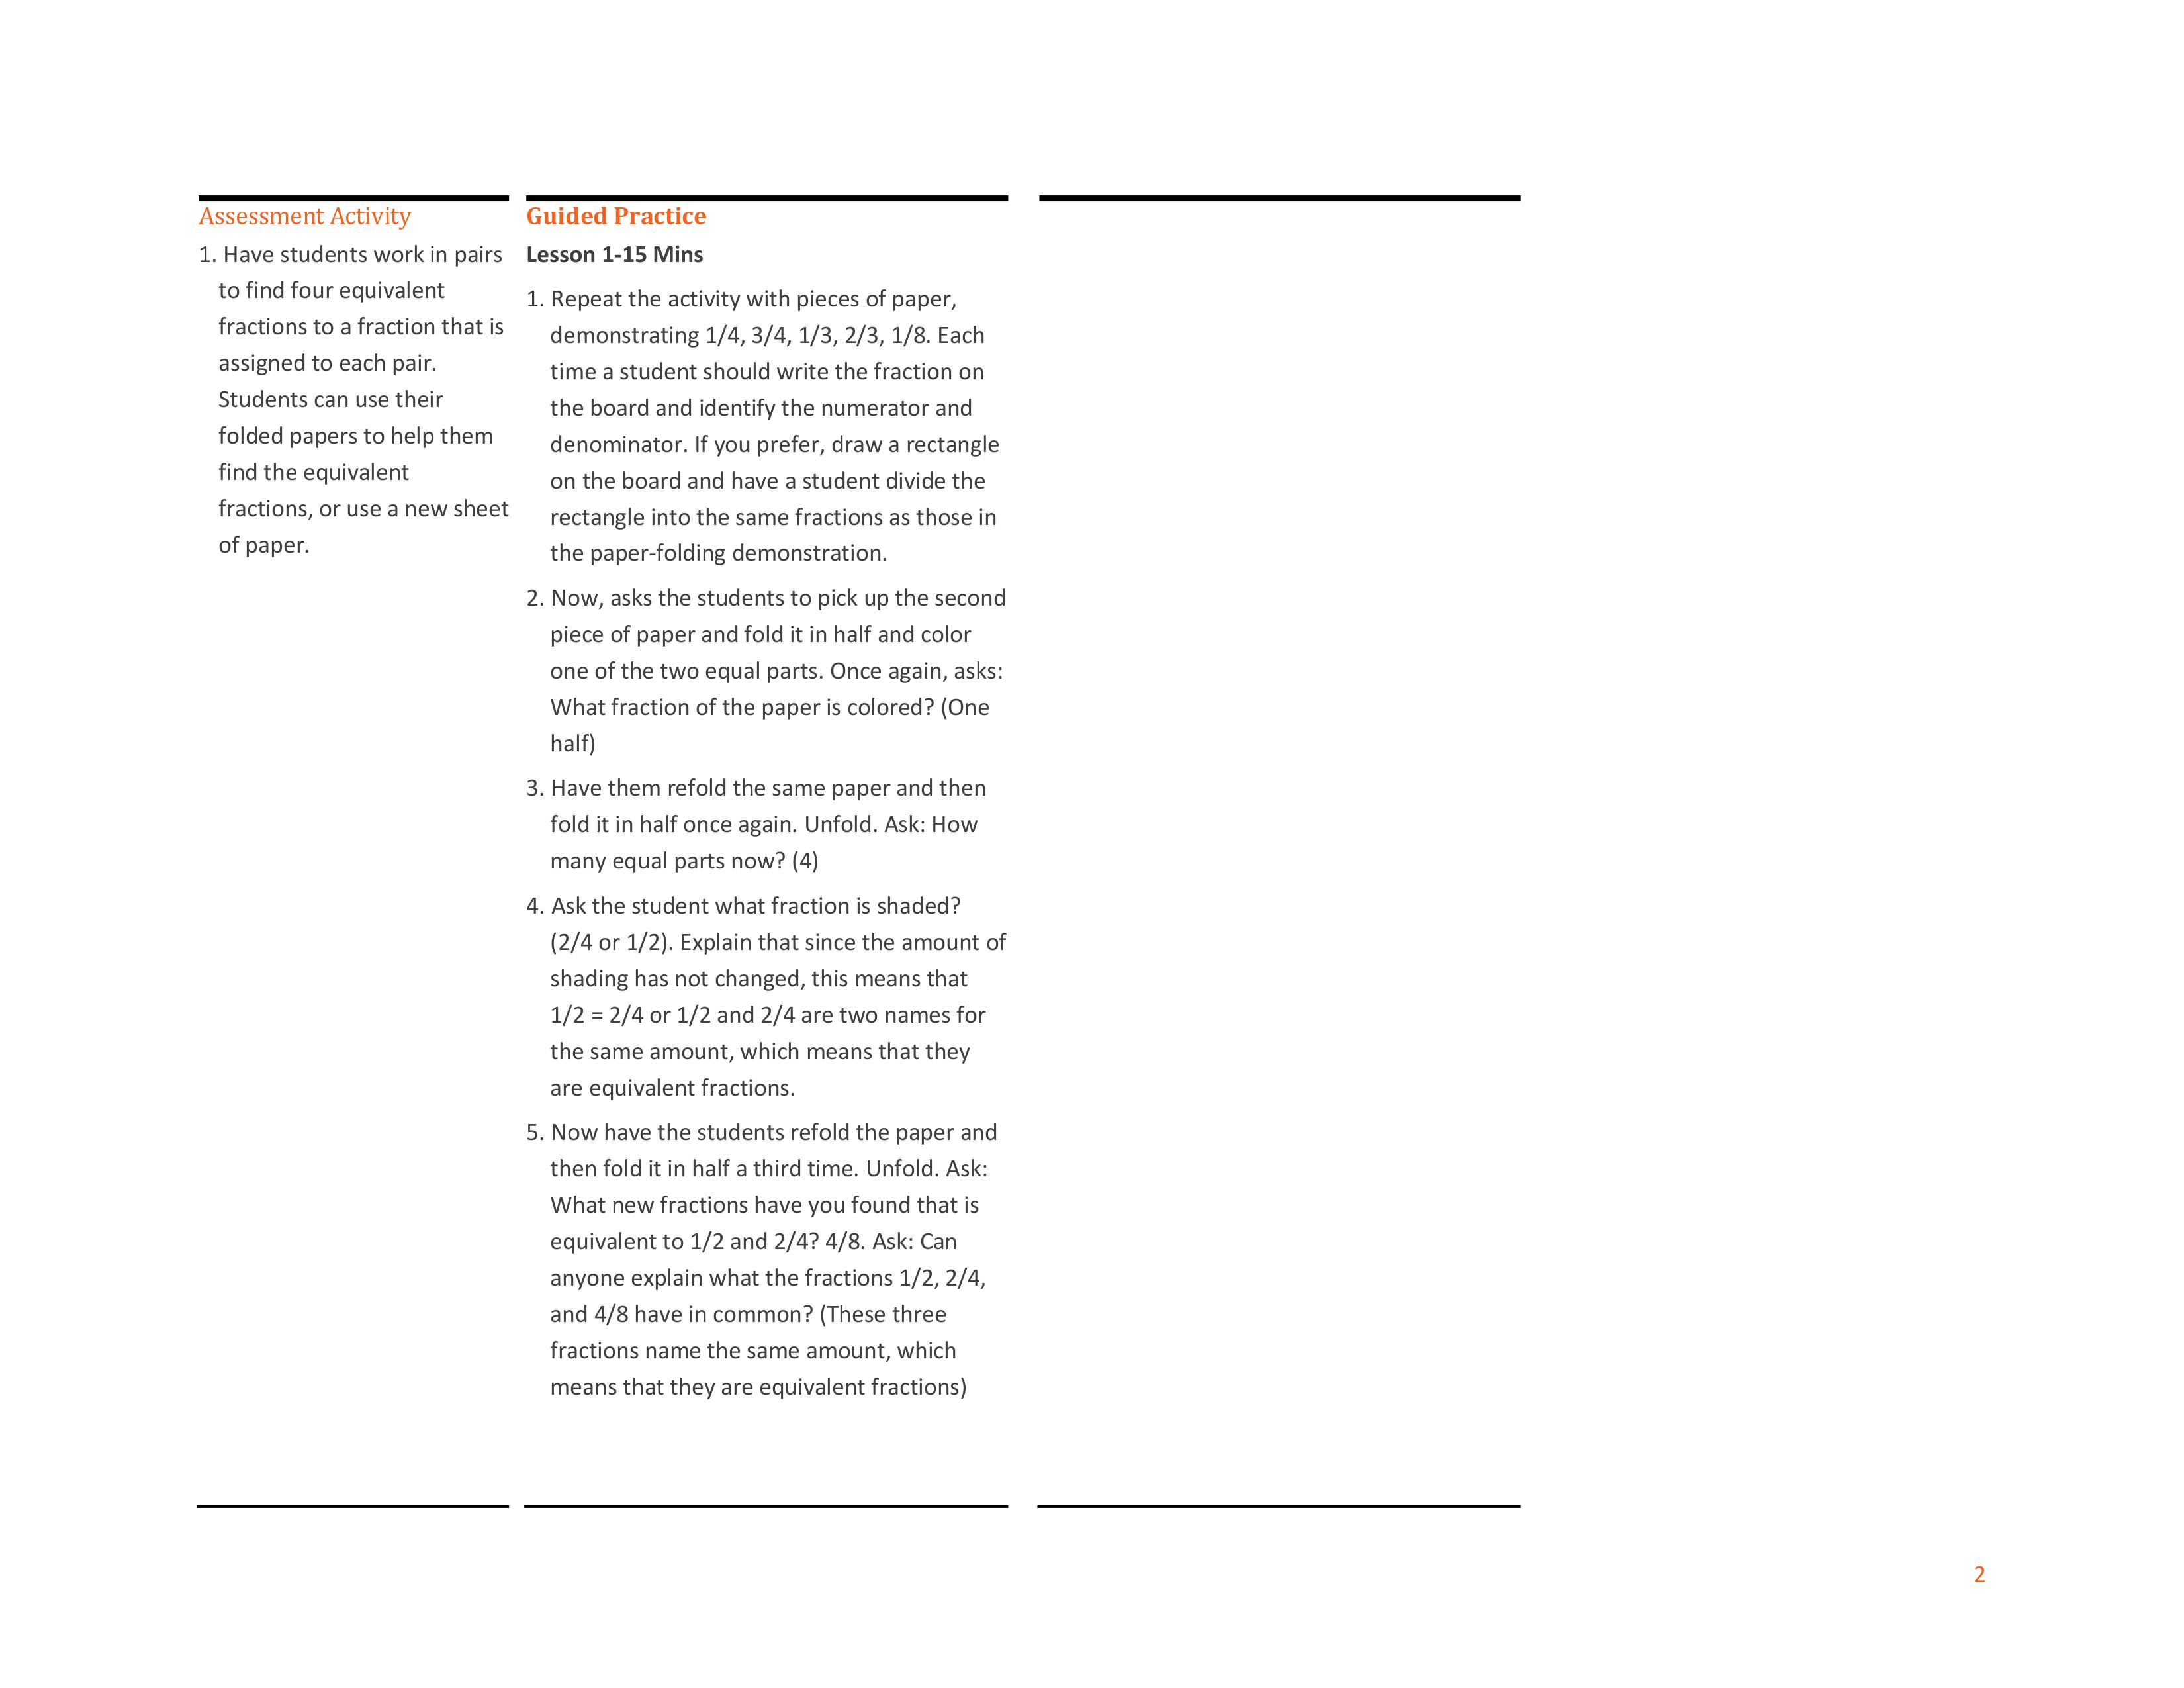 Assessment Activity
1. Have students work in pairs
to find four equivalent
fractions to a fraction that is
assigned to each pair.
Students can use their
folded papers to help them
find the equivalent
fractions, or use a new sheet
of paper.
Guided Practice
Lesson 1-15 Mins
1. Repeat the activity with pieces of paper,
demonstrating 1/4, 3/4, 1/3, 2/3, 1/8. Each
time a student should write the fraction on
the board and identify the numerator and
denominator. If you prefer, draw a rectangle
on the board and have a student divide the
rectangle into the same fractions as those in
the paper-folding demonstration.
2. Now, asks the students to pick up the second
piece of paper and fold it in half and color
one of the two equal parts. Once again, asks:
What fraction of the paper is colored? (One
half)
3. Have them refold the same paper and then
fold it in half once again. Unfold. Ask: How
many equal parts now? (4)
4. Ask the student what fraction is shaded?
(2/4 or 1/2). Explain that since the amount of
shading has not changed, this means that
1/2 = 2/4 or 1/2 and 2/4 are two names for
the same amount, which means that they
are equivalent fractions.
5. Now have the students refold the paper and
then fold it in half a third time. Unfold. Ask:
What new fractions have you found that is
equivalent to 1/2 and 2/4? 4/8. Ask: Can
anyone explain what the fractions 1/2, 2/4,
and 4/8 have in common? (These three
fractions name the same amount, which
means that they are equivalent fractions)
2